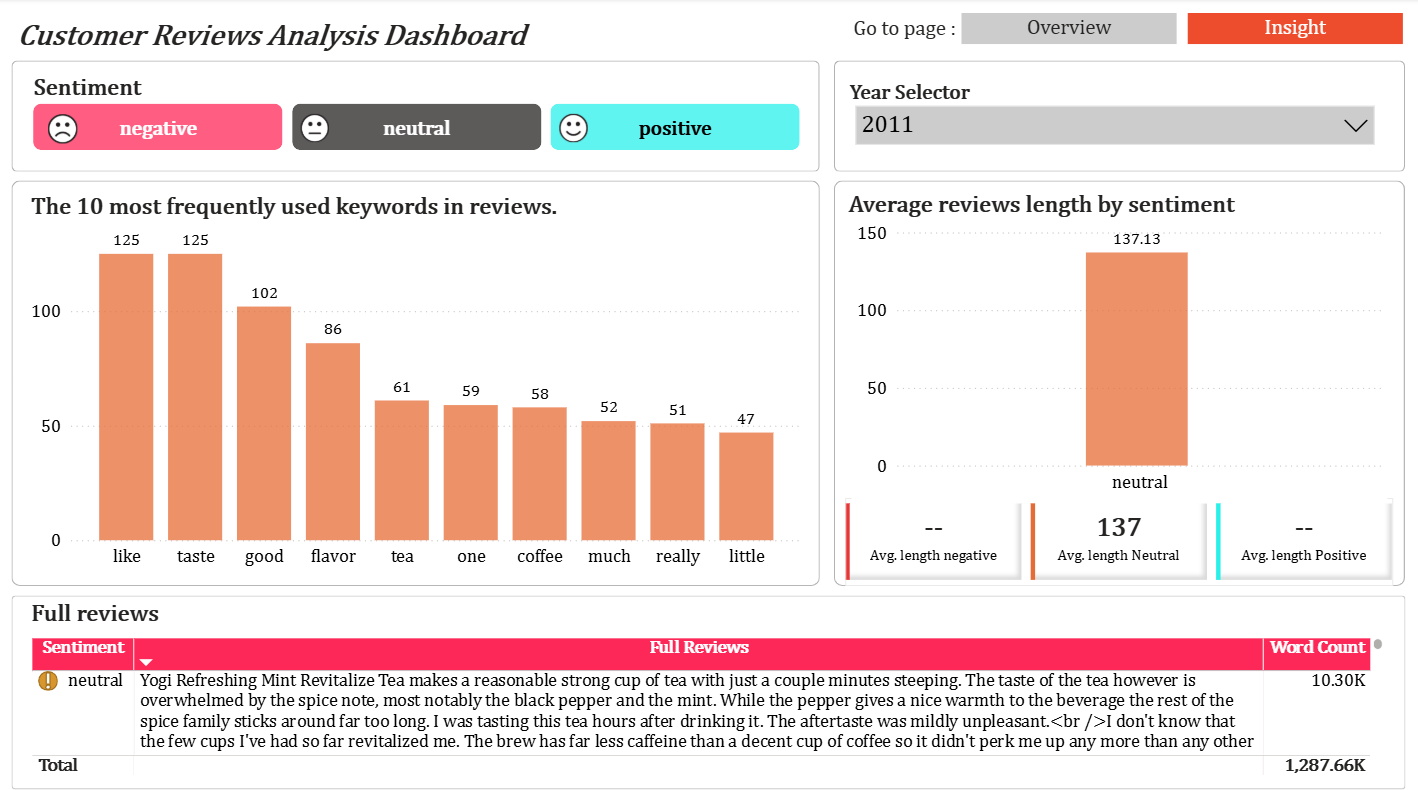 Customer Reviews Analysis Dashboard
Go to page :
Overview
Insight
Sentiment
negative
neutral
positive
Year Selector
2011
The 10 most frequently used keywords in reviews.
125
125
102
86
61
59
58
52
51
47
100
50
0
like
taste
good
flavor
tea
one
coffee
much
really
little
Average reviews length by sentiment
150
137.13
100
50
0
neutral
--
Avg. length negative
137
Avg. length Neutral
--
Avg. length Positive
Full reviews
Sentiment
Full Reviews
Word Count
neutral
Yogi Refreshing Mint Revitalize Tea makes a reasonable strong cup of tea with just a couple minutes steeping. The taste of the tea however is
overwhelmed by the spice note, most notably the black pepper and the mint. While the pepper gives a nice warmth to the beverage the rest of the
spice family sticks around far too long. I was tasting this tea hours after drinking it. The aftertaste was mildly unpleasant.<br />I don't know that
the few cups I've had so far revitalized me. The brew has far less caffeine than a decent cup of coffee so it didn't perk me up any more than any other
10.30K
Total
1,287.66K